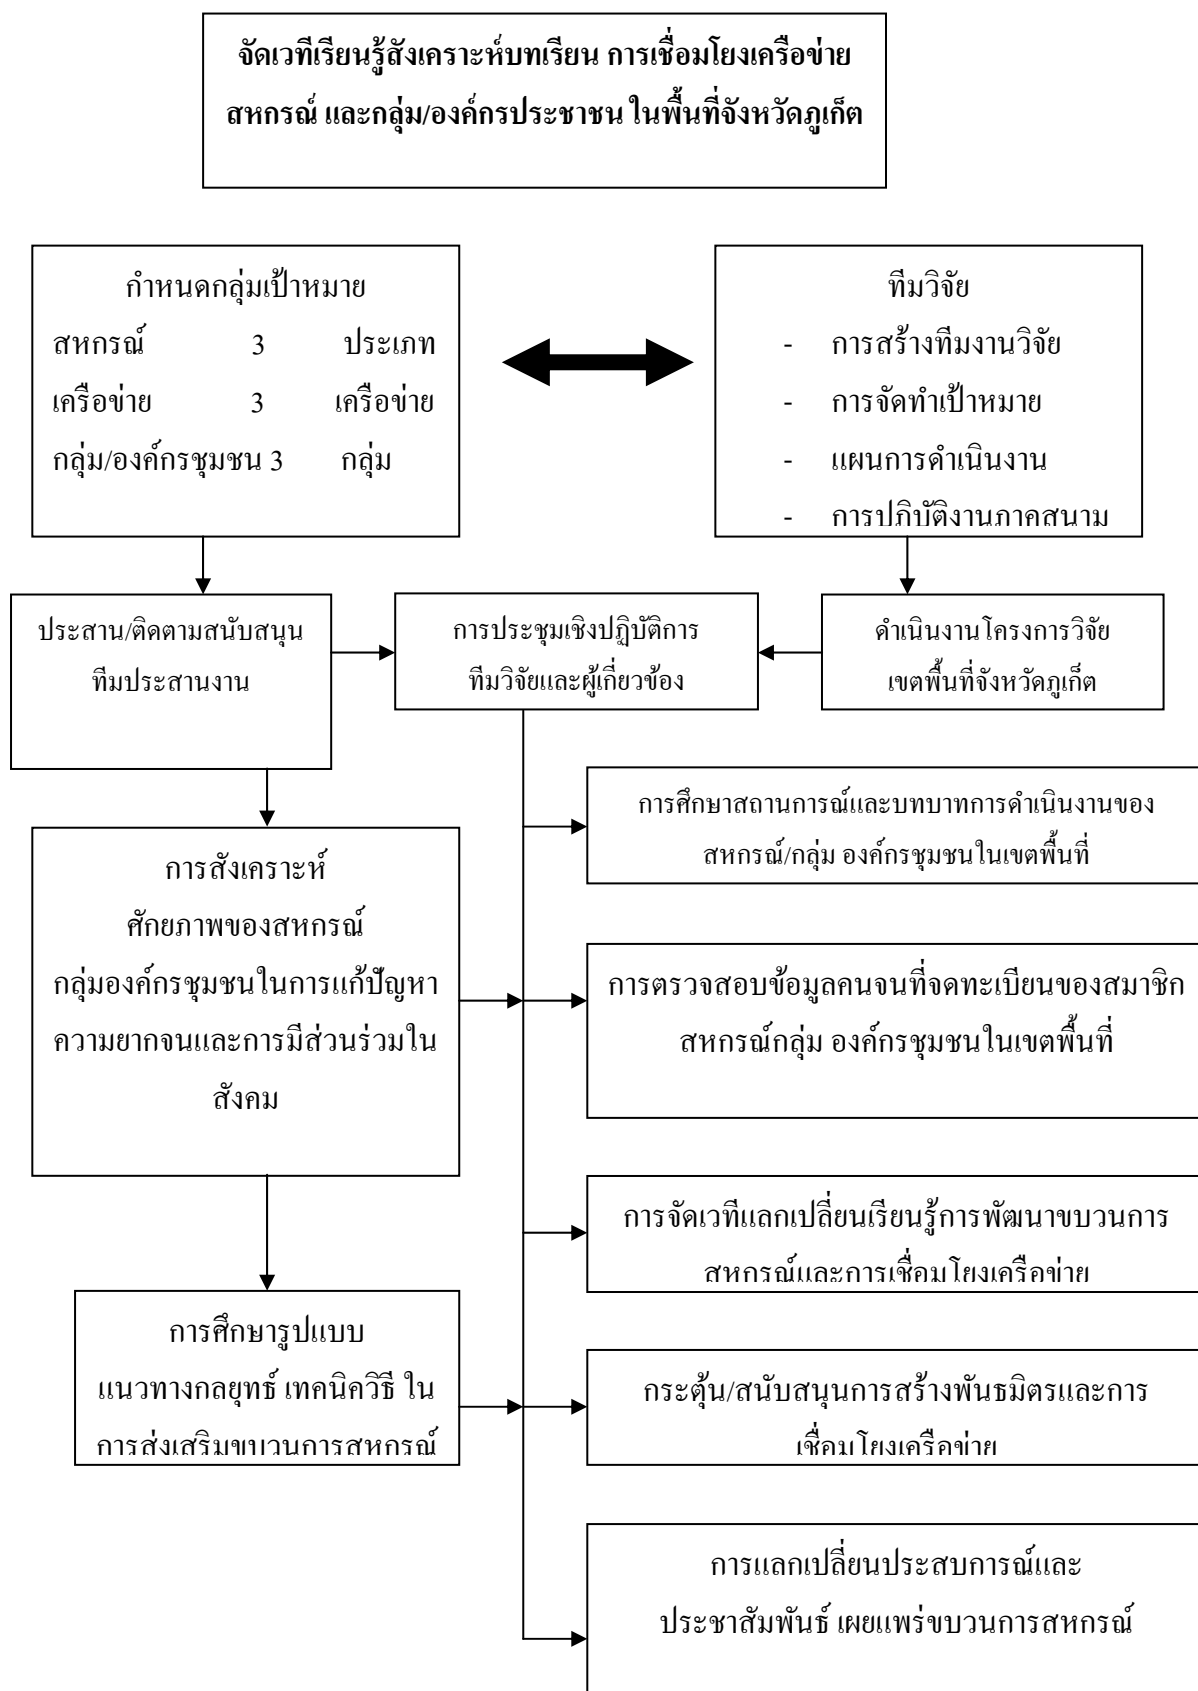 จัดเวทีเรียนรู้สังเคราะห์บทเรียน การเชื่อมโยงเครือข่าย
สหกรณ์ และกลุ่ม/องค์กรประชาชน ในพื้นที่จังหวัดภูเก็ต
กำหนดกลุ่มเป้าหมาย
สหกรณ์ 3 ประเภท
เครือข่าย 3 เครือข่าย
กลุ่ม/องค์กรชุมชน 3 กลุ่ม
ทีมวิจัย
- การสร้างทีมงานวิจัย
- การจัดทำเป้าหมาย
- แผนการดำเนินงาน
- การปฏิบัติงานภาคสนาม
ประสาน/ติดตามสนับสนุน
ทีมประสานงาน
การประชุมเชิงปฏิบัติการ
ทีมวิจัยและผู้เกี่ยวข้อง
ดำเนินงานโครงการวิจัย
เขตพื้นที่จังหวัดภูเก็ต
การศึกษาสถานการณ์และบทบาทการดำเนินงานของ
สหกรณ์/กลุ่ม องค์กรชุมชนในเขตพื้นที่
การสังเคราะห์
ศักยภาพของสหกรณ์
กลุ่มองค์กรชุมชนในการแก้ปัญหา
ความยากจนและการมีส่วนร่วมใน
สังคม
การตรวจสอบข้อมูลคนจนที่จดทะเบียนของสมาชิก
สหกรณ์กลุ่ม องค์กรชุมชนในเขตพื้นที่
การจัดเวทีแลกเปลี่ยนเรียนรู้การพัฒนาขบวนการ
สหกรณ์และการเชื่อมโยงเครือข่าย
การศึกษารูปแบบ
แนวทางกลยุทธ์ เทคนิควิธี ใน
การส่งเสริมขบวนการสหกรณ์
กระตุ้น/สนับสนุนการสร้างพันธมิตรและการ
เชื่อมโยงเครือข่าย
การแลกเปลี่ยนประสบการณ์และ
ประชาสัมพันธ์ เผยแพร่ขบวนการสหกรณ์